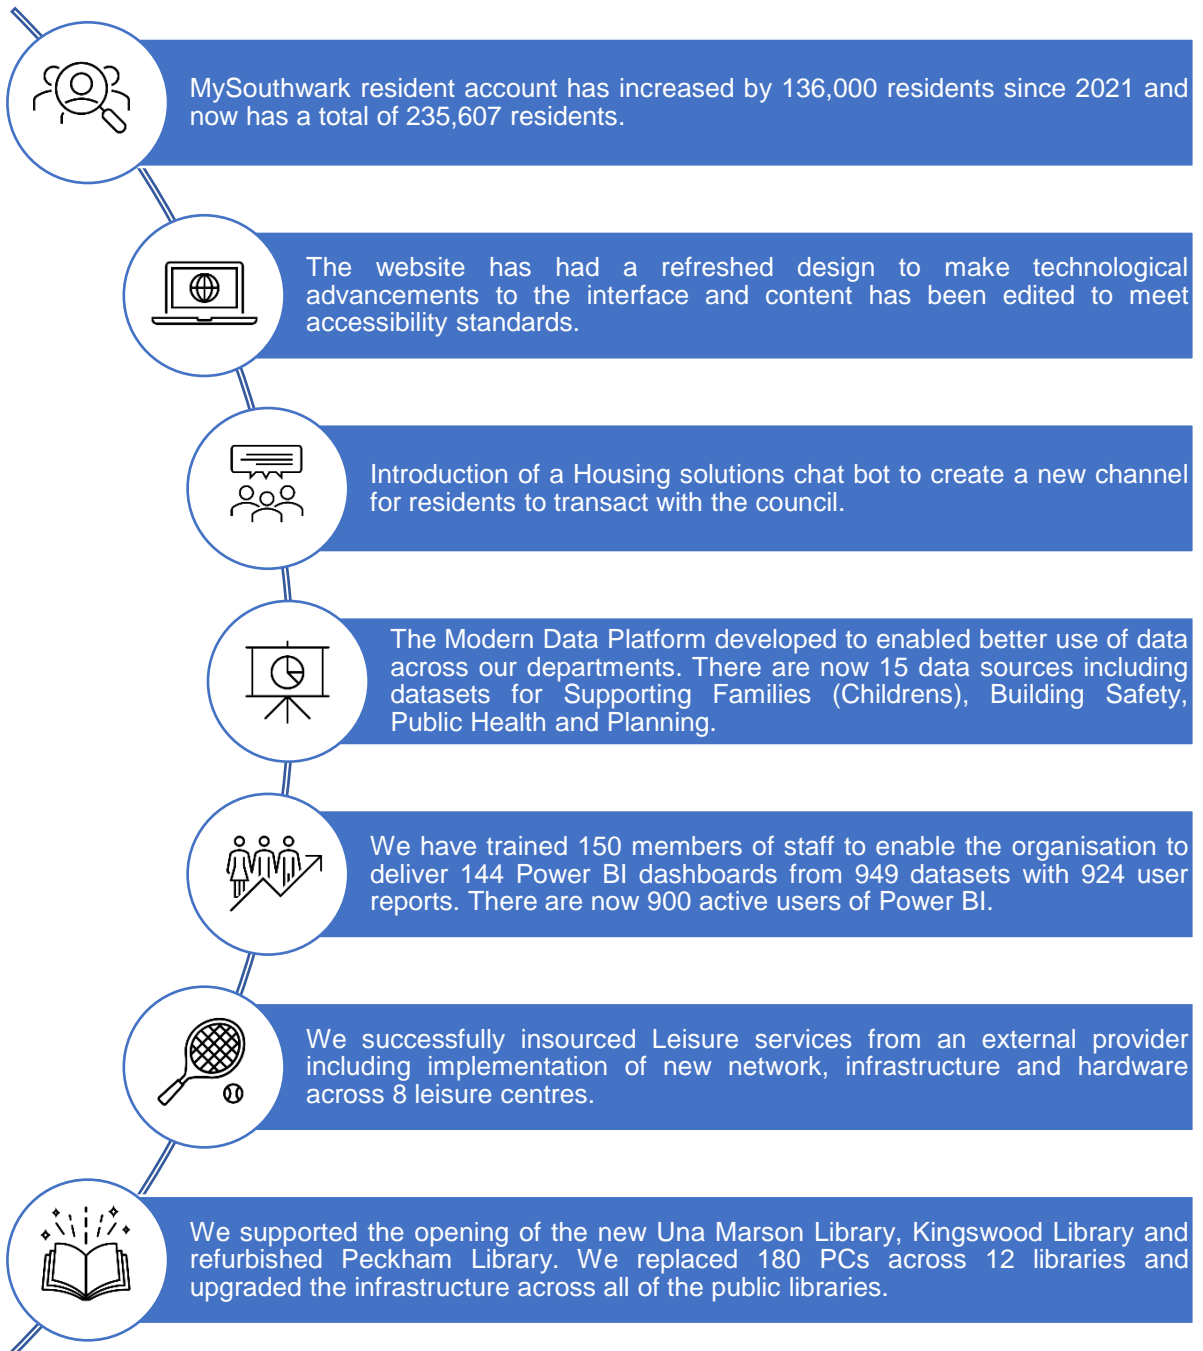 MySouthwark resident account has increased by 136,000 residents since 2021 and
now has a total of 235,607 residents.
The website has had a refreshed design to make technological
advancements to the interface and content has been edited to meet
accessibility standards.
Introduction of a Housing solutions chat bot to create a new channel
for residents to transact with the council.
The Modern Data Platform developed to enabled better use of data
across our departments. There are now 15 data sources including
datasets for Supporting Families (Childrens), Building Safety,
Public Health and Planning.
We have trained 150 members of staff to enable the organisation to
deliver 144 Power BI dashboards from 949 datasets with 924 user
reports. There are now 900 active users of Power BI.
We successfully insourced Leisure services from an external provider
including implementation of new network, infrastructure and hardware
across 8 leisure centres.
We supported the opening of the new Una Marson Library, Kingswood Library and
refurbished Peckham Library. We replaced 180 PCs across 12 libraries and
upgraded the infrastructure across all of the public libraries.